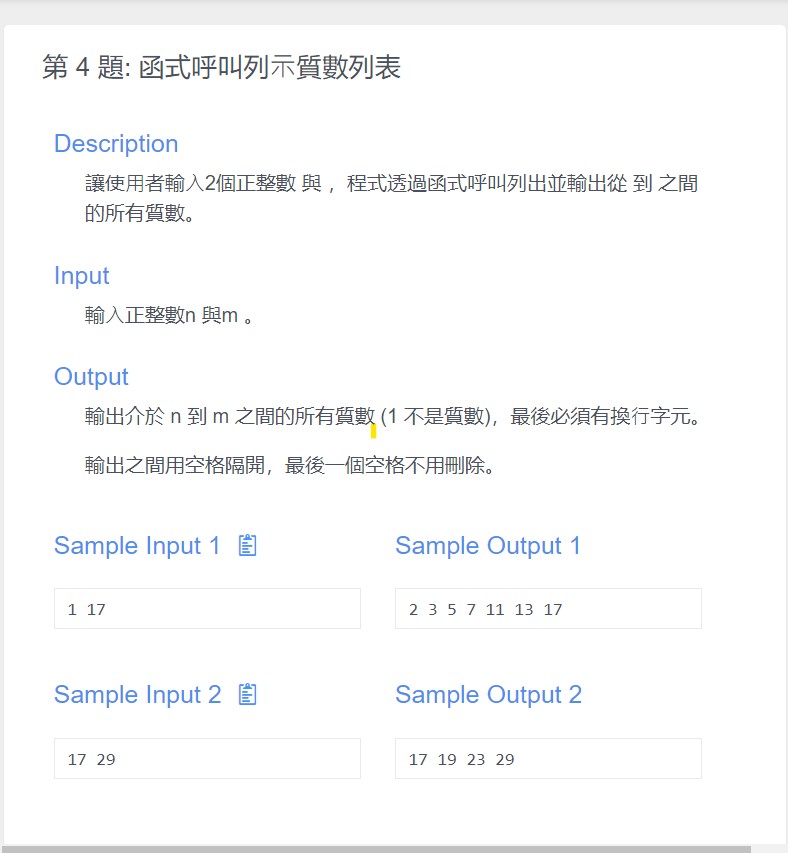 第 4 題: 函式呼叫列示質數列表
Description
讓使用者輸入2個正整數 與 ，程式透過函式呼叫列出並輸出從 到 之間
的所有質數。
Input
輸入正整數n 與m 。
Output
輸出介於 n 到 m 之間的所有質數 (1 不是質數)，最後必須有換行字元。
輸出之間用空格隔開，最後一個空格不用刪除。
Sample Input 1
Sample Output 1
1 17
2 3 5 7 11 13 17
Sample Input 2
Sample Output 2
17 29
17 19 23 29